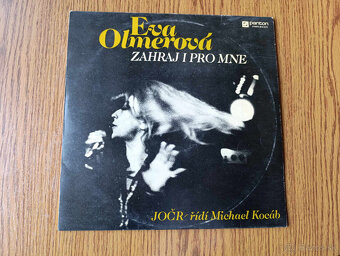 Eva
Olmerová
ZAHRAJ I PRO MNE
panton
JOČR řídí Michael Kocáb